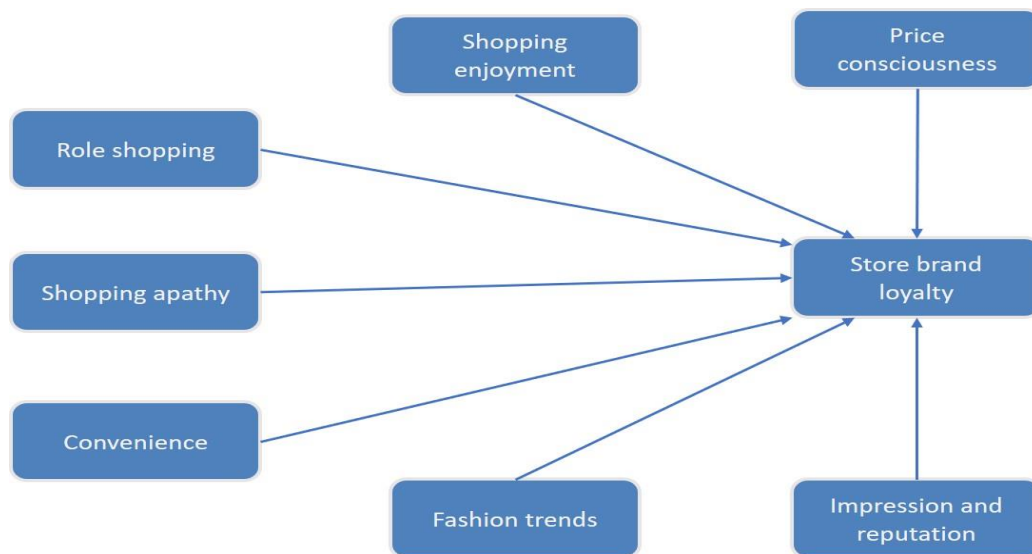 Shopping
enjoyment
Price
consciousness
Role shopping
Shopping apathy
Store brand
loyalty
Convenience
Fashion trends
Impression and
reputation